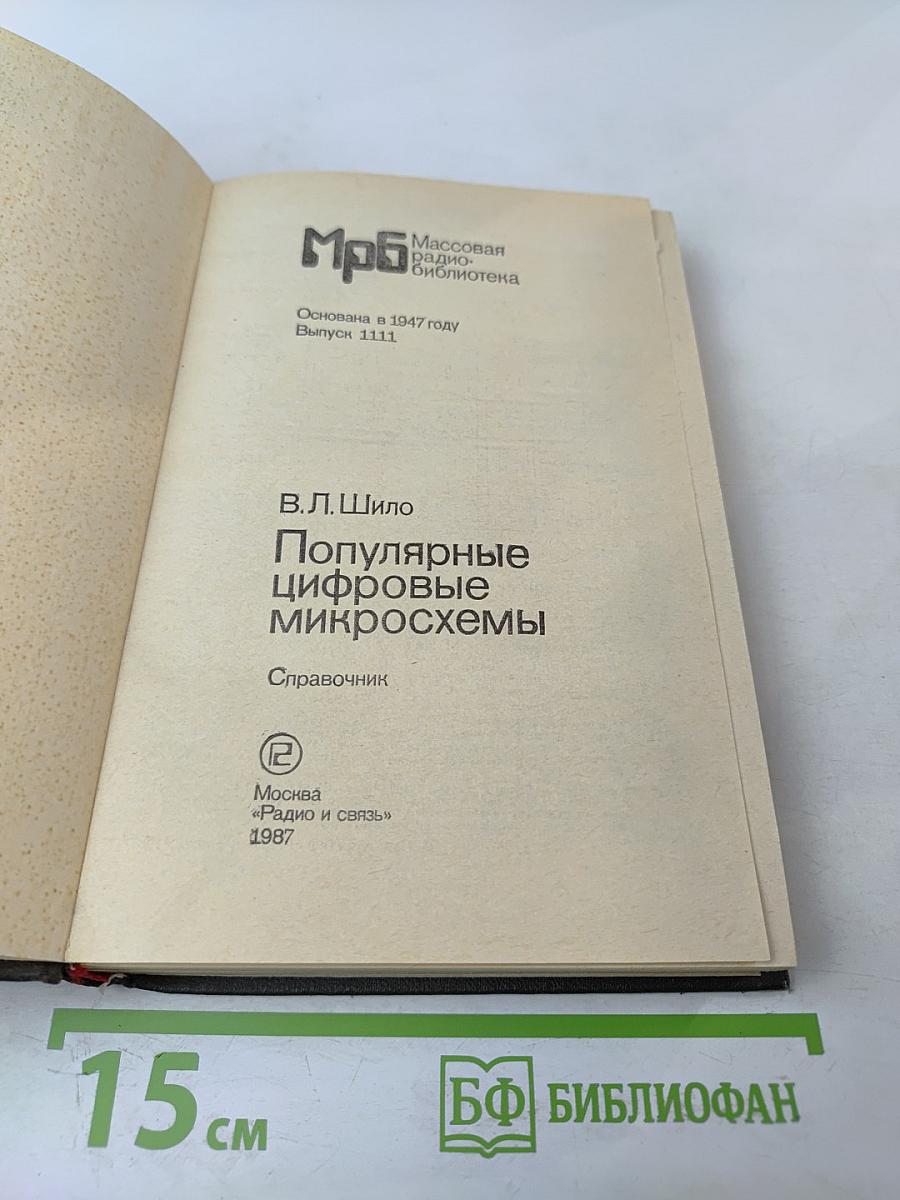 Мрб Массовая
радио-
библиотека
Основана в 1947 году
Выпуск 1111
В. Л. Шило
Популярные
цифровые
микросхемы
Справочник
Москва
«Радио и связь»
1987
15 см
БФ БИБЛИОФАН